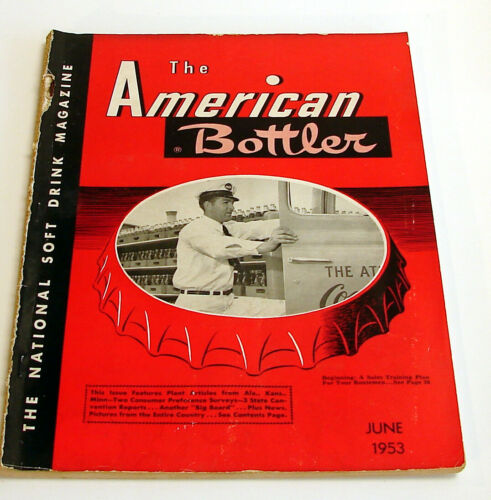 THE NATIONAL SOFT DRINK MAGAZINE
The
American
® Bottler
THE AT
Co
Beginning: A Sales Training Plan
For Your Routemen...See Page 38
This Issue Features Plant Articles from Ala., Kans.,
Minn—Two Consumer Preference Surveys—3 State Con-
vention Reports...Another "Big Board"...Plus News,
Pictures from the Entire Country...See Contents Page.
JUNE
1953